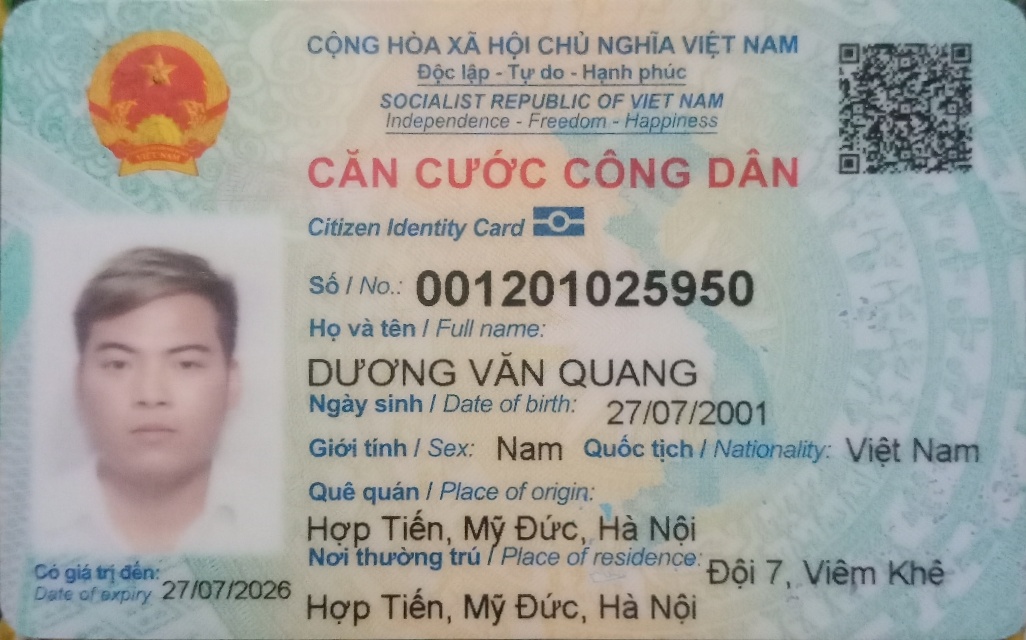 CỘNG HÒA XÃ HỘI CHỦ NGHĨA VIỆT NAM
Độc lập - Tự do - Hạnh phúc
SOCIALIST REPUBLIC OF VIET NAM
Independence - Freedom - Happiness
CĂN CƯỚC CÔNG DÂN
Citizen Identity Card
VIỆT NAM
Số / No.: 001201025950
Họ và tên / Full name:
DƯƠNG VĂN QUANG
Ngày sinh / Date of birth: 27/07/2001
Giới tính / Sex: Nam Quốc tịch / Nationality: Việt Nam
Quê quán / Place of origin:
Hợp Tiến, Mỹ Đức, Hà Nội
Nơi thường trú / Place of residence: Đội 7, Viêm Khê
Hợp Tiến, Mỹ Đức, Hà Nội
Có giá trị đến: 27/07/2026
Date of expiry